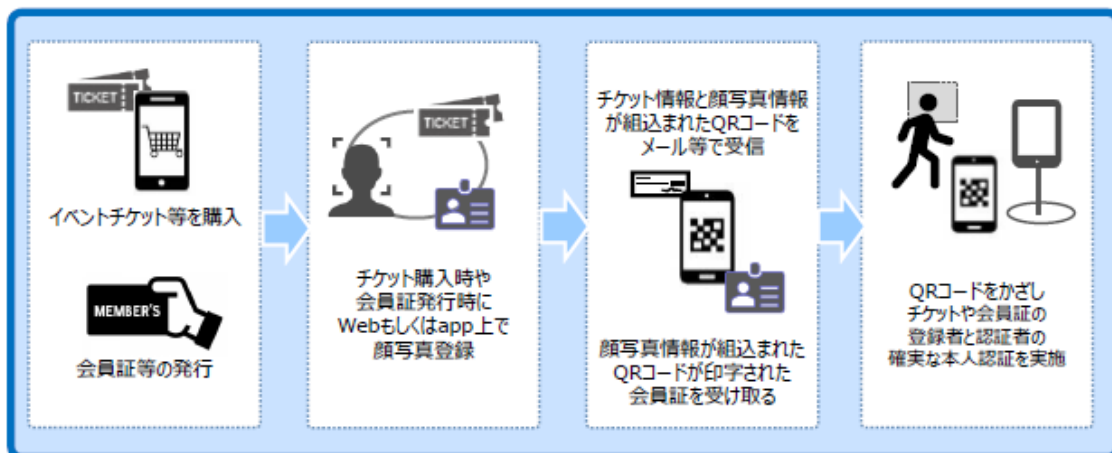 TICKET
イベントチケット等を購入
MEMBER'S
会員証等の発行
TICKET
チケット購入時や
会員証発行時に
Webもしくはapp上で
顔写真登録
チケット情報と顔写真情報
が組込まれたQRコードを
メール等で受信
顔写真情報が組込まれた
QRコードが印字された
会員証を受け取る
QRコードをかざし
チケットや会員証の
登録者と認証者の
確実な本人認証を実施